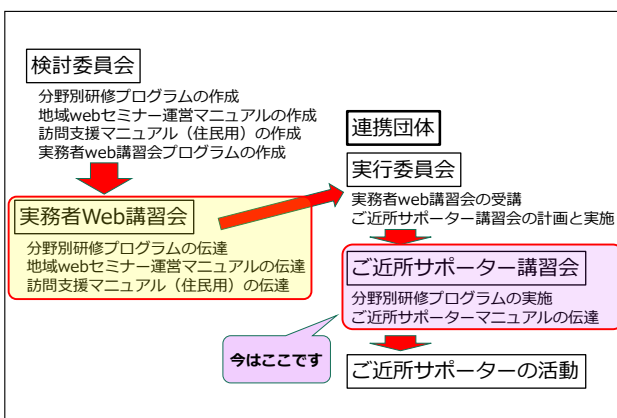 検討委員会
分野別研修プログラムの作成
地域webセミナー運営マニュアルの作成
訪問支援マニュアル（住民用）の作成
実務者web講習会プログラムの作成
実務者Web講習会
分野別研修プログラムの伝達
地域webセミナー運営マニュアルの伝達
訪問支援マニュアル（住民用）の伝達
連携団体
実行委員会
実務者web講習会の受講
ご近所サポーター講習会の計画と実施
ご近所サポーター講習会
分野別研修プログラムの実施
ご近所サポーターマニュアルの伝達
今はここです
ご近所サポーターの活動